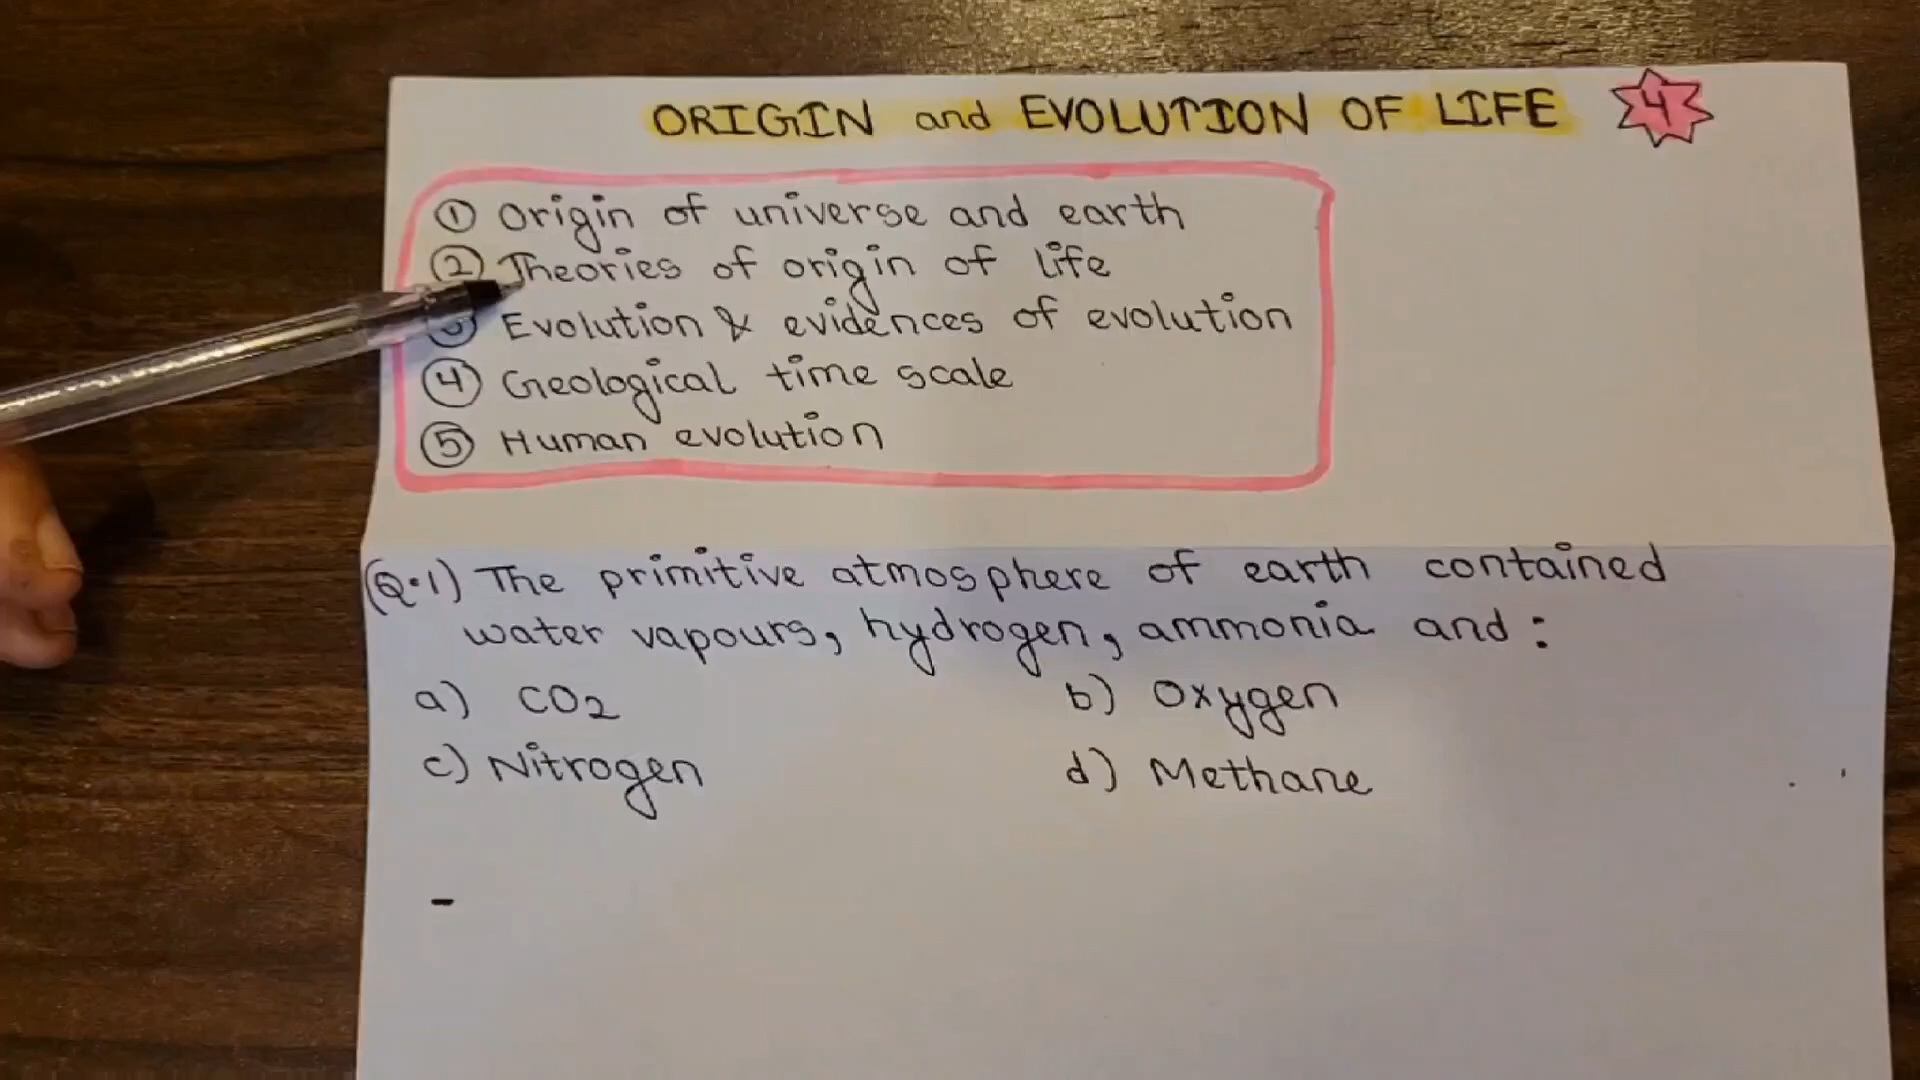 ORIGIN and EVOLUTION OF LIFE 4
① Origin of universe and earth
② Theories of origin of life
③ Evolution & evidences of evolution
④ Geological time scale
⑤ Human evolution
(Q.1) The primitive atmosphere of earth contained
water vapours, hydrogen, ammonia and :
a) CO2 b) Oxygen
c) Nitrogen d) Methane
-